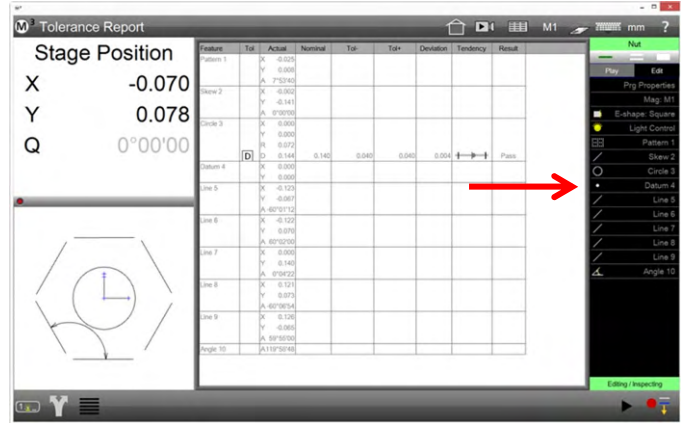 M³ Tolerance Report M1 mm ?
Stage Position
X -0.070
Y 0.078
Q 0°00'00
Feature Tol Actual Nominal Tol- Tol+ Deviation Tendency Result
Pattern 1 X -0.025
Y 0.008
A 7°53'40
Skew 2 X -0.002
Y -0.141
A 0°00'00
Circle 3 X 0.000
Y 0.000
R 0.072
D D 0.144 0.140 0.040 0.040 0.004 Pass
Datum 4 X 0.000
Y 0.000
Line 5 X -0.123
Y -0.067
A -60°01'12
Line 6 X -0.122
Y 0.070
A 60°02'00
Line 7 X 0.000
Y 0.140
A 0°04'22
Line 8 X 0.121
Y 0.073
A -60°06'54
Line 9 X 0.126
Y -0.065
A 59°55'00
Angle 10 A
Nut
Play Edit
Prg Properties
Mag: M1
E-shape: Square
Light Control
Pattern 1
Skew 2
Circle 3
Datum 4
Line 5
Line 6
Line 7
Line 8
Line 9
Angle 10
Editing / Inspecting